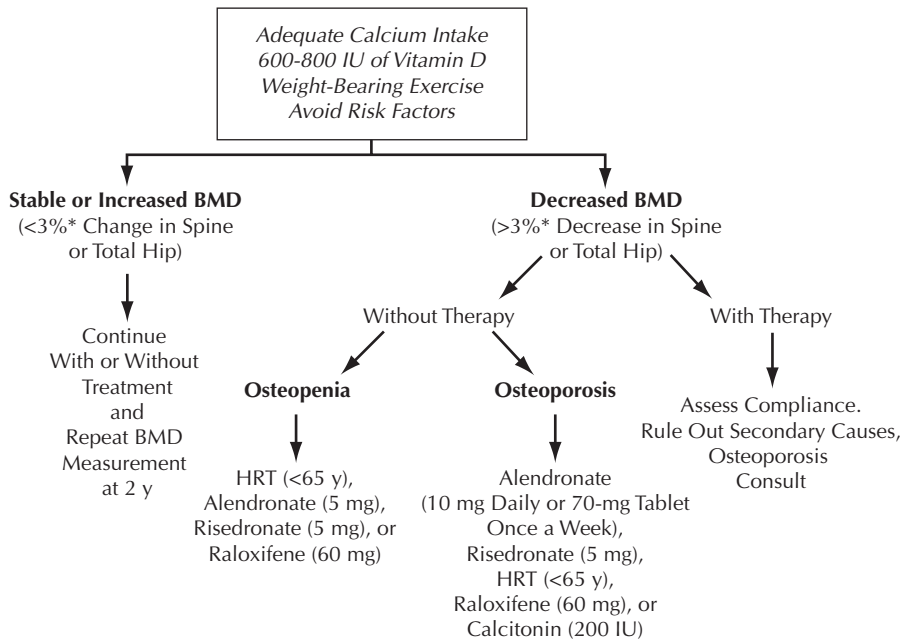 Adequate Calcium Intake
600-800 IU of Vitamin D
Weight-Bearing Exercise
Avoid Risk Factors
Stable or Increased BMD
(<3%* Change in Spine
or Total Hip)
Continue
With or Without
Treatment
and
Repeat BMD
Measurement
at 2 y
Decreased BMD
(>3%* Decrease in Spine
or Total Hip)
Without Therapy
Osteopenia
HRT (<65 y),
Alendronate (5 mg),
Risedronate (5 mg), or
Raloxifene (60 mg)
Osteoporosis
Alendronate
(10 mg Daily or 70-mg Tablet
Once a Week),
Risedronate (5 mg),
HRT (<65 y),
Raloxifene (60 mg), or
Calcitonin (200 IU)
With Therapy
Assess Compliance.
Rule Out Secondary Causes,
Osteoporosis
Consult